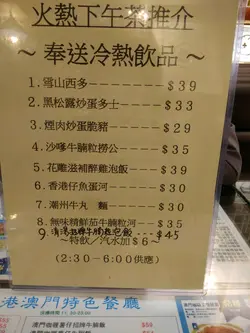 火熱下午茶推介
~奉送冷熱飲品~
1. 雪山西多------$39
2. 黑松露炒蛋多士--$33
3. 煙肉炒蛋脆豬---$29
4. 沙嗲牛腩粒撈公--$35
5. 花雕滋補醉雞泡飯-$39
6. 香港仔魚蛋河---$30
7. 潮州牛丸 麵---$30
8. 無味精鮮茄牛腩粒河-$35
9. $45
~特飲/汽水加$6~
(2:30-6:00供應)
港澳門特色餐廳